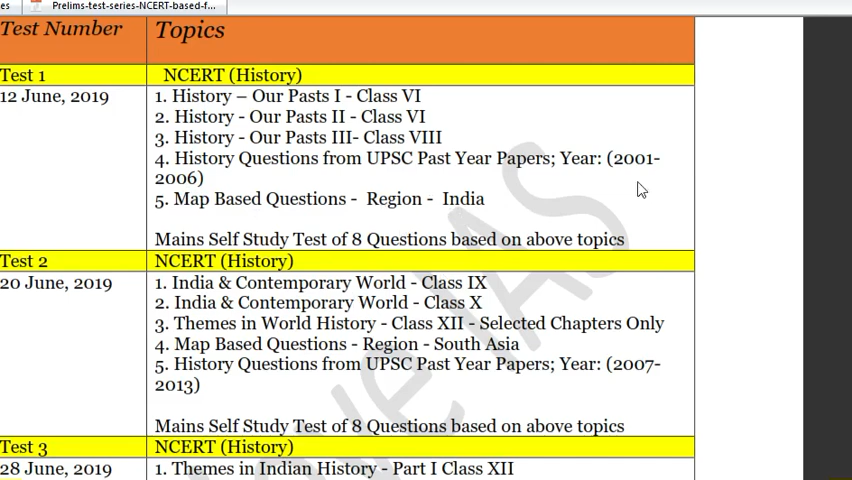 es Prelims-test-series-NCERT-based-f...
Test Number Topics
Test 1 NCERT (History)
12 June, 2019 1. History – Our Pasts I - Class VI
2. History - Our Pasts II - Class VI
3. History - Our Pasts III- Class VIII
4. History Questions from UPSC Past Year Papers; Year: (2001-
2006)
5. Map Based Questions - Region - India
Mains Self Study Test of 8 Questions based on above topics
Test 2 NCERT (History)
20 June, 2019 1. India & Contemporary World - Class IX
2. India & Contemporary World - Class X
3. Themes in World History - Class XII - Selected Chapters Only
4. Map Based Questions - Region - South Asia
5. History Questions from UPSC Past Year Papers; Year: (2007-
2013)
Mains Self Study Test of 8 Questions based on above topics
Test 3 NCERT (History)
28 June, 2019 1. Themes in Indian History - Part I Class XII
IAS